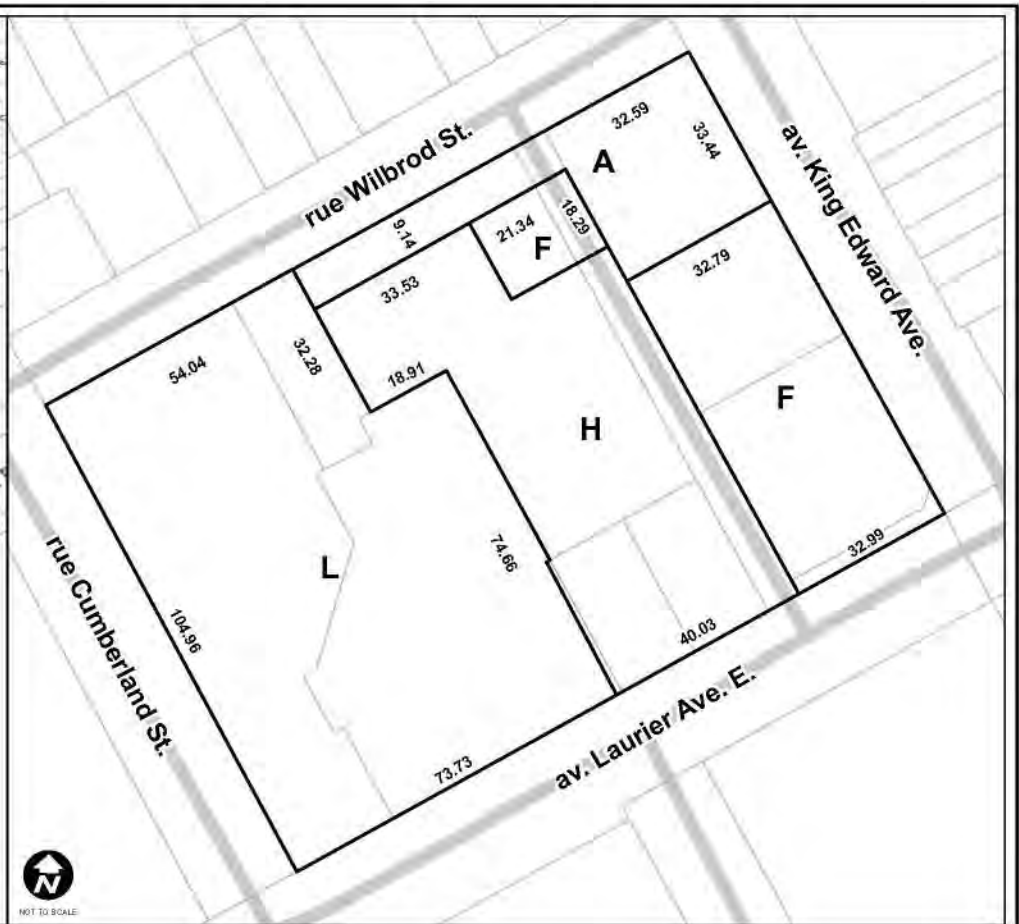 rue Wilbrod St.
av. King Edward Ave.
32.59
33.44
A
9.14
21.34
18.29
F
33.53
32.79
54.04
32.28
18.91
F
H
L
74.66
rue Cumberland St.
104.96
32.99
40.03
73.73
av. Laurier Ave. E.
N
NOT TO SCALE